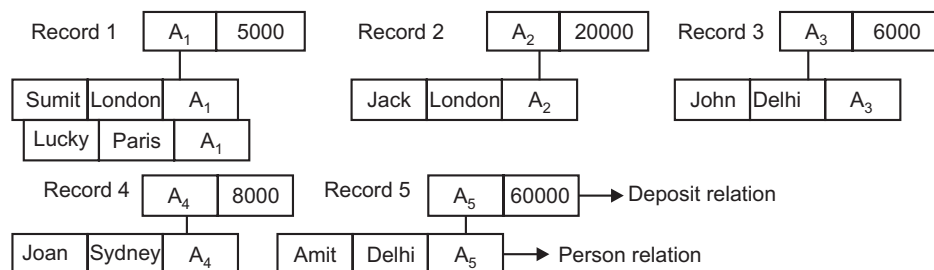 Record 1 A₁ 5000 Record 2 A₂ 20000 Record 3 A₃ 6000
Sumit London A₁ Jack London A₂ John Delhi A₃
Lucky Paris A₁
Record 4 A₄ 8000 Record 5 A₅ 60000 Deposit relation
Joan Sydney A₄ Amit Delhi A₅ Person relation